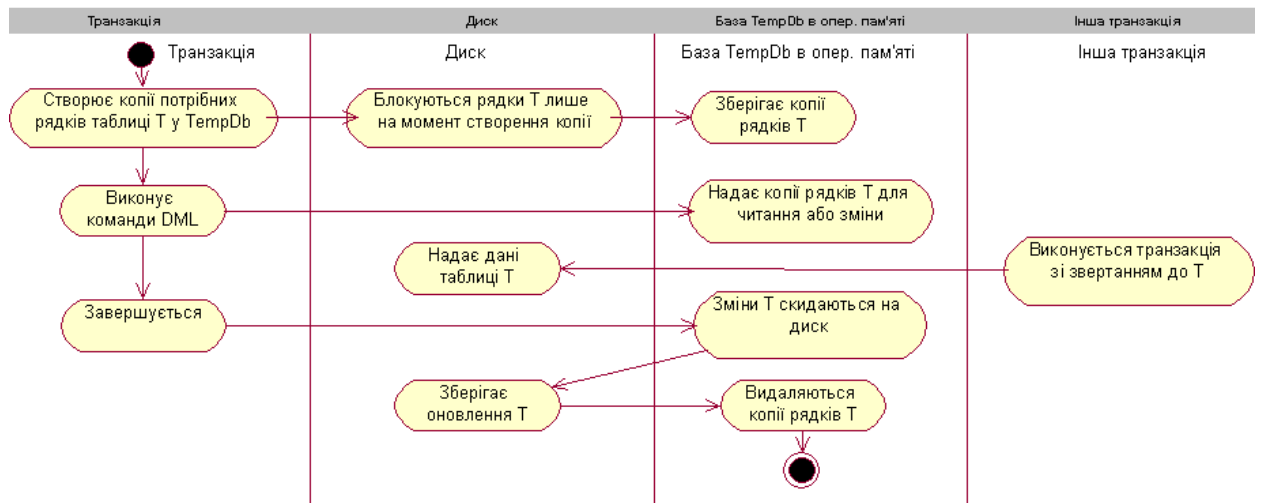 Транзакція
Диск
База TempDb в опер. пам'яті
Інша транзакція
Транзакція
Диск
База TempDb в опер. пам'яті
Інша транзакція
Створює копії потрібних
рядків таблиці Т у TempDb
Блокуються рядки Т лише
на момент створення копії
Зберігає копії
рядків Т
Виконує
команди DML
Надає копії рядків Т для
читання або зміни
Надає дані
таблиці Т
Виконується транзакція
зі звертанням до Т
Завершується
Зміни Т скидаються на
диск
Зберігає
оновлення Т
Видаляються
копії рядків Т